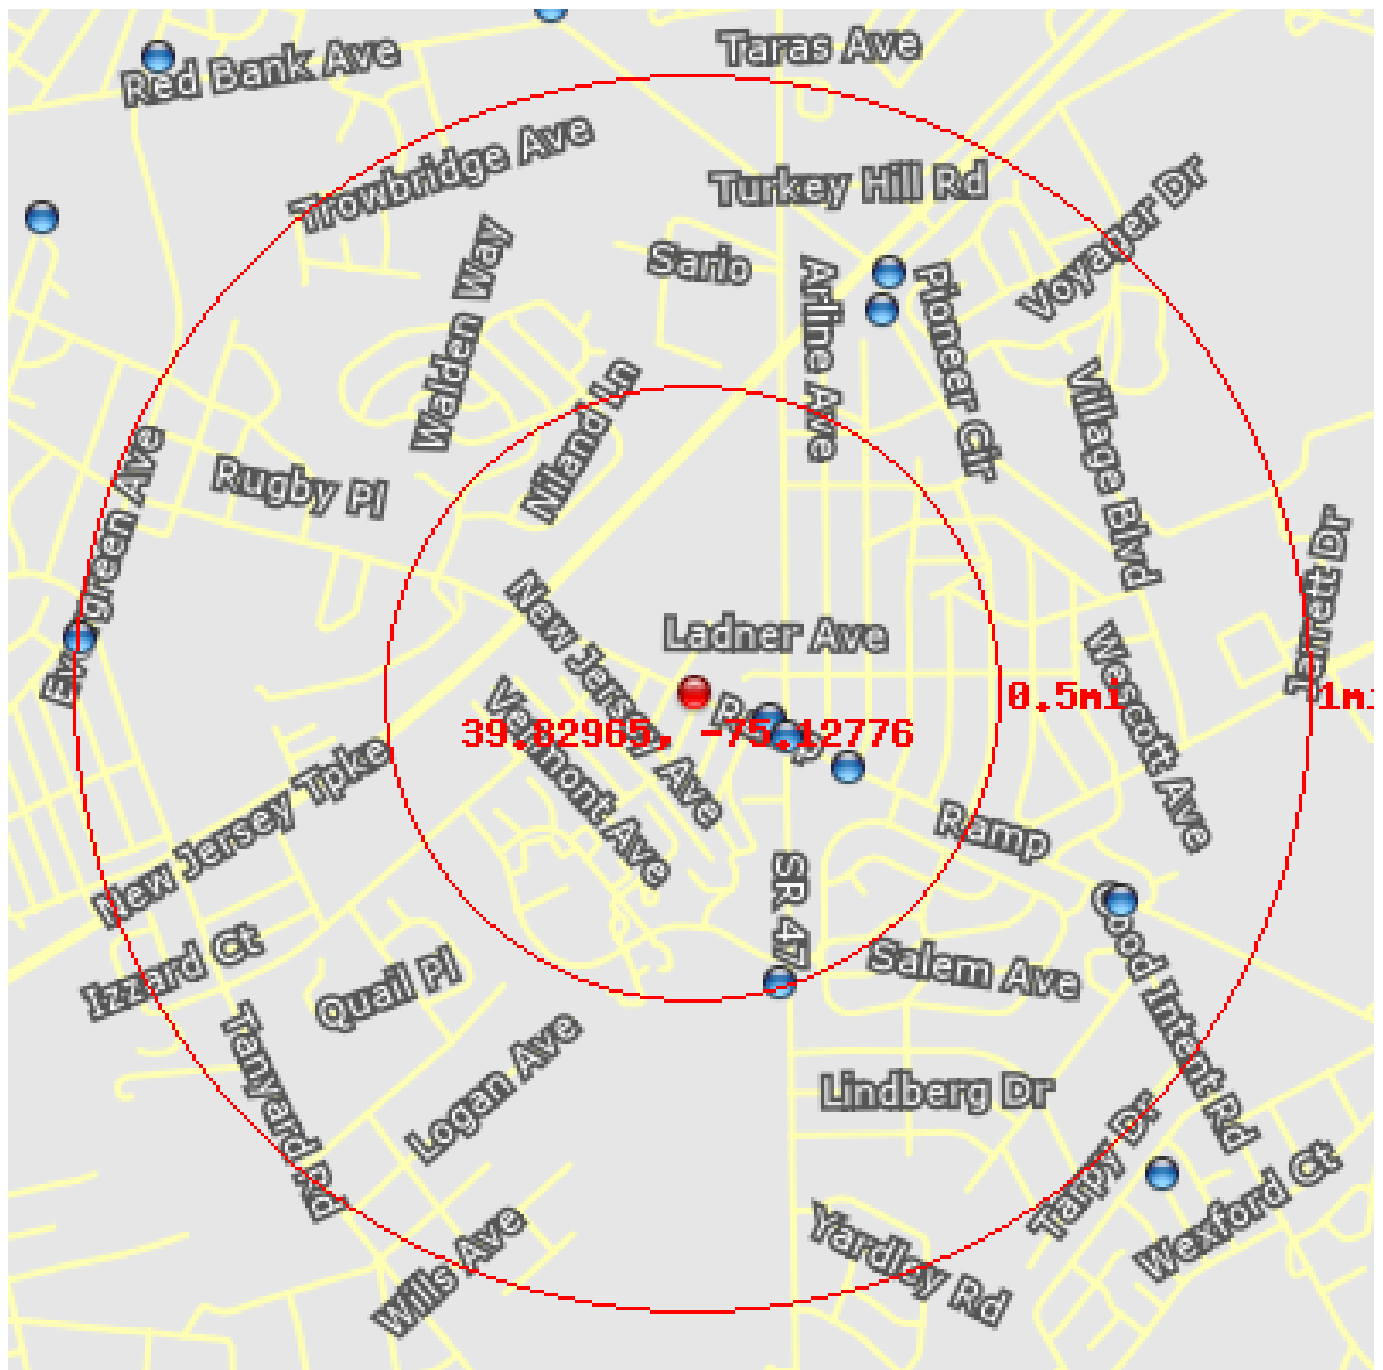 Taras Ave
Red Bank Ave
Trowbridge Ave
Turkey Hill Rd
Voyager Dr
Sario
Walden Way
Arline Ave
Pioneer Cir
Niland Ln
Village Blvd
Evergreen Ave
Rugby Pl
Jarrett Dr
New Jersey Ave
Ladner Ave
Wescott Ave
Vermont Ave
0.5mi
1mi
39.82965, -75.12776
New Jersey Tpke
Ramp
SR 47
Good Intent Rd
Izzard Ct
Quail Pl
Salem Ave
Tanyard Rd
Logan Ave
Lindberg Dr
Tarpy Dr
Wexford Ct
Wills Ave
Yardley Rd